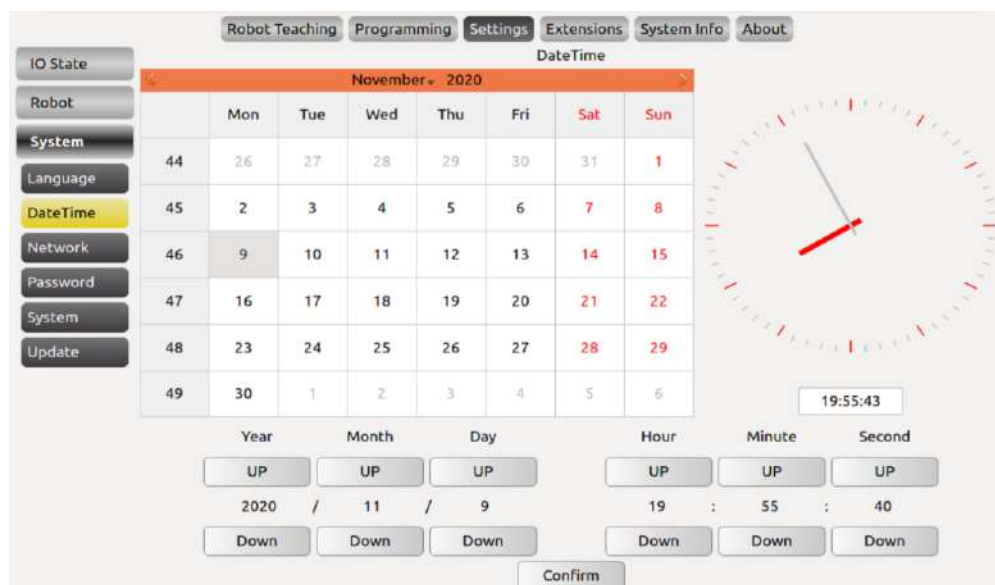 Robot Teaching Programming Settings Extensions System Info About
DateTime
IO State
Robot
System
Language
DateTime
Network
Password
System
Update
November 2020
Mon Tue Wed Thu Fri Sat Sun
44 26 27 28 29 30 31 1
45 2 3 4 5 6 7 8
46 9 10 11 12 13 14 15
47 16 17 18 19 20 21 22
48 23 24 25 26 27 28 29
49 30 1 2 3 4 5 6
19:55:43
Year Month Day Hour Minute Second
UP UP UP UP UP UP
2020 / 11 / 9 19 : 55 : 40
Down Down Down Down Down Down
Confirm